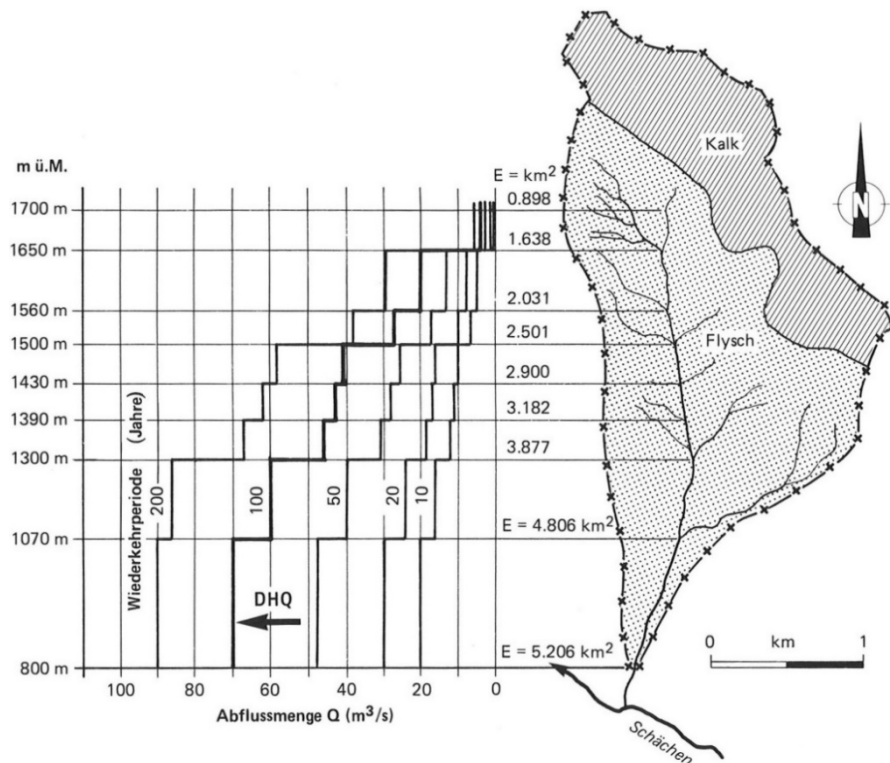 m ü.M.
1700 m
1650 m
1560 m
1500 m
1430 m
1390 m
1300 m
1070 m
800 m
Wiederkehrperiode (Jahre)
200
100
50
20
10
DHQ
100 80 60 40 20 0
Abflussmenge Q (m³/s)
E = km²
0.898
1.638
2.031
2.501
2.900
3.182
3.877
E = 4.806 km²
E = 5.206 km²
Kalk
Flysch
N
0 km 1
Schächen